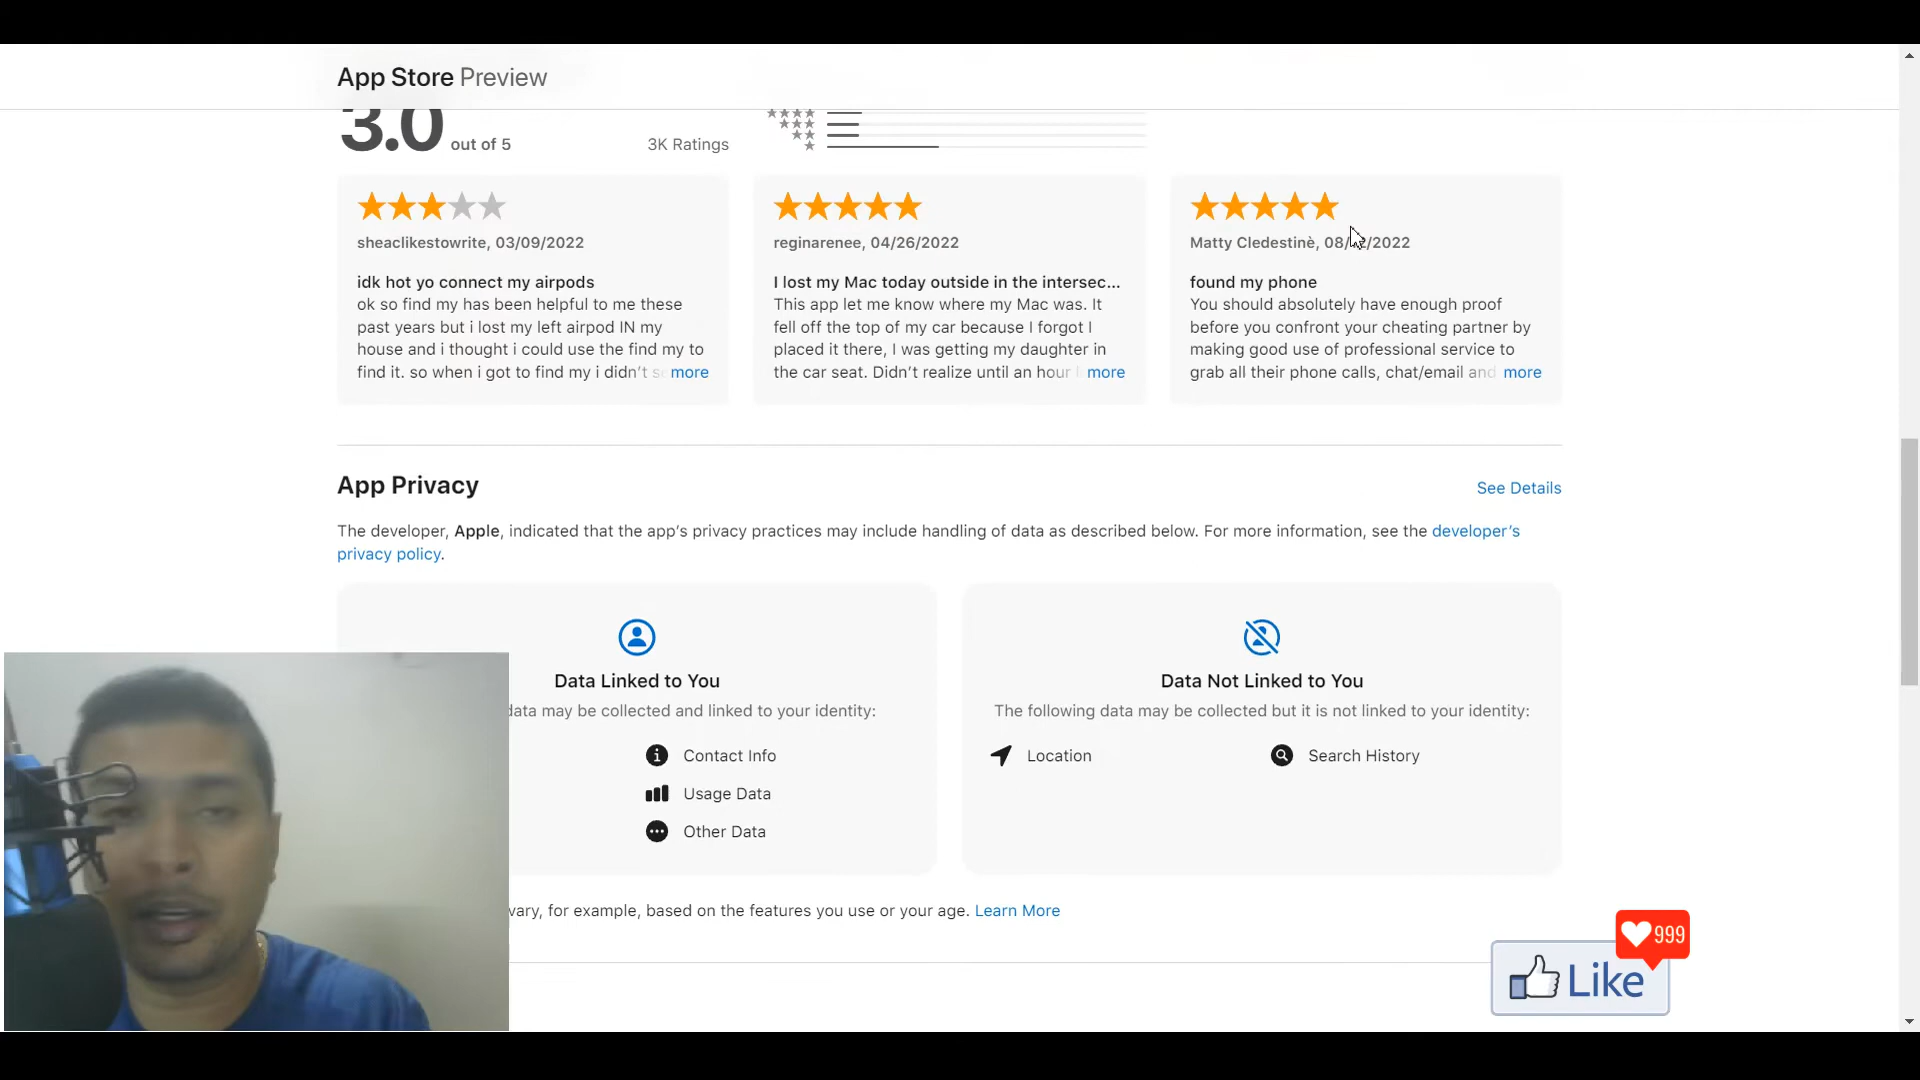 App Store Preview
3.0 out of 5
3K Ratings
sheaclikestowrite, 03/09/2022
idk hot yo connect my airpods
ok so find my has been helpful to me these
past years but i lost my left airpod IN my
house and i thought i could use the find my to
find it. so when i got to find my i didn't more
reginarenee, 04/26/2022
I lost my Mac today outside in the intersec...
This app let me know where my Mac was. It
fell off the top of my car because I forgot I
placed it there, I was getting my daughter in
the car seat. Didn't realize until an hour more
Matty Cledestinè, 08/ 2/2022
found my phone
You should absolutely have enough proof
before you confront your cheating partner by
making good use of professional service to
grab all their phone calls, chat/email and more
App Privacy
See Details
The developer, Apple, indicated that the app's privacy practices may include handling of data as described below. For more information, see the developer's
privacy policy.
Data Linked to You
data may be collected and linked to your identity:
Contact Info
Usage Data
Other Data
Data Not Linked to You
The following data may be collected but it is not linked to your identity:
Location
Search History
vary, for example, based on the features you use or your age. Learn More
999
Like